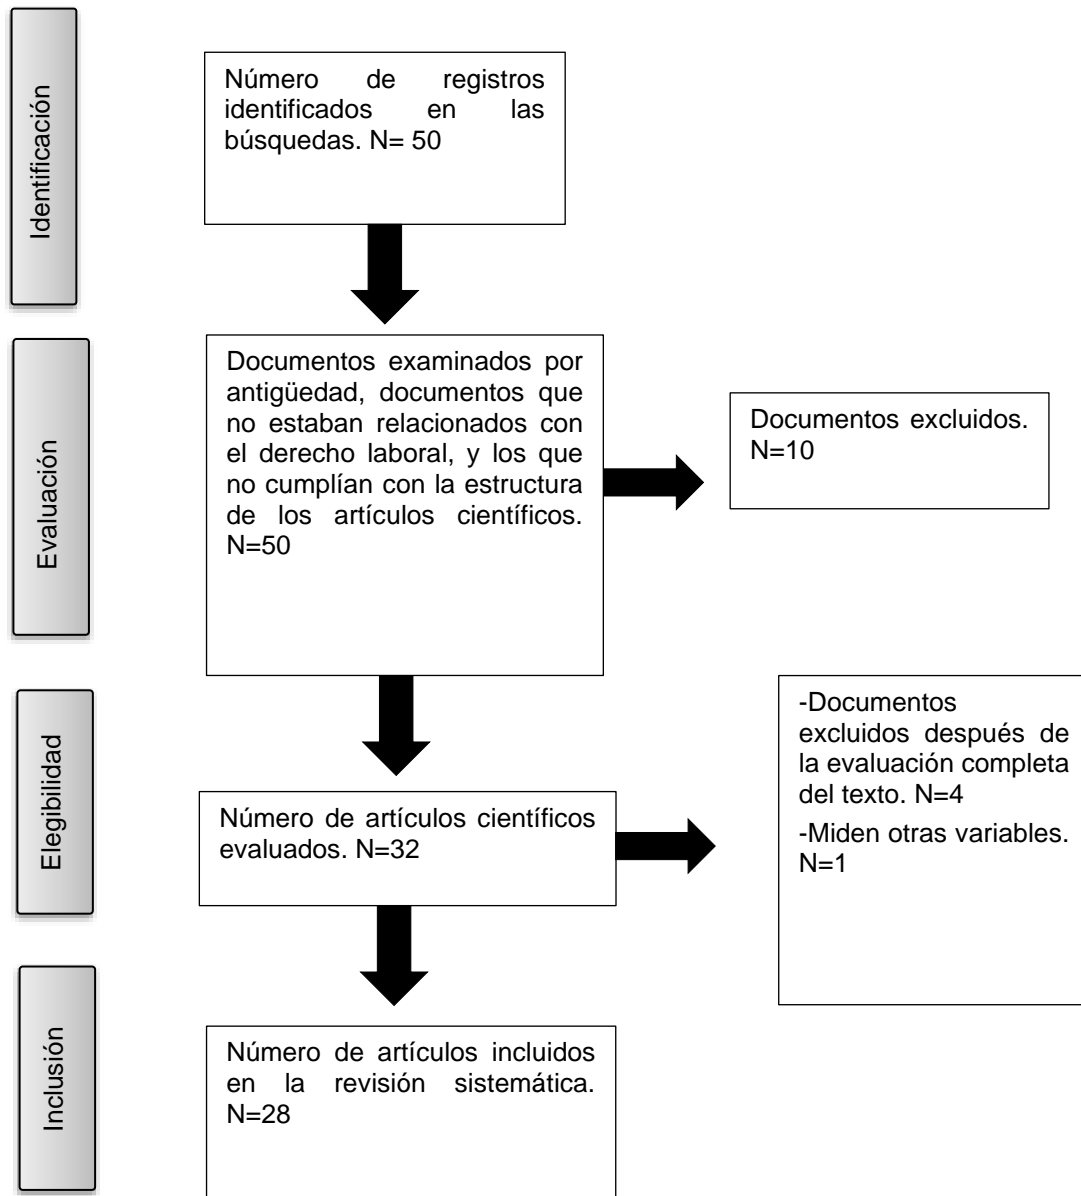 Identificación
Número de registros
identificados en las
búsquedas. N= 50
Evaluación
Documentos examinados por
antigüedad, documentos que
no estaban relacionados con
el derecho laboral, y los que
no cumplían con la estructura
de los artículos científicos.
N=50
Documentos excluidos.
N=10
Elegibilidad
Número de artículos científicos
evaluados. N=32
-Documentos
excluidos después de
la evaluación completa
del texto. N=4
-Miden otras variables.
N=1
Inclusión
Número de artículos incluidos
en la revisión sistemática.
N=28